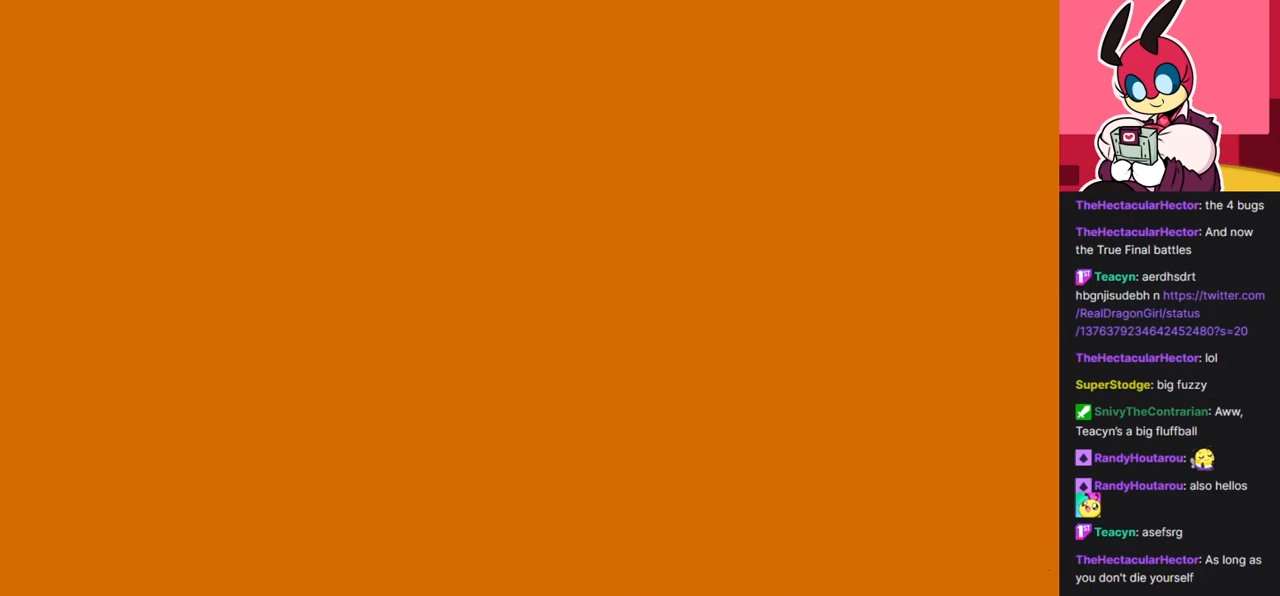 TheHectacularHector: the 4 bugs
TheHectacularHector: And now
the True Final battles
Teacyn: aerdhsdrt
hbgnjisudebh n https://twitter.com
/RealDragonGirl/status
/1376379234642452480?s=20
TheHectacularHector: lol
SuperStodge: big fuzzy
SnivyTheContrarian: Aww,
Teacyn's a big fluffball
RandyHoutarou:
RandyHoutarou: also hellos
Teacyn: asefsrg
TheHectacularHector: As long as
you don't die yourself